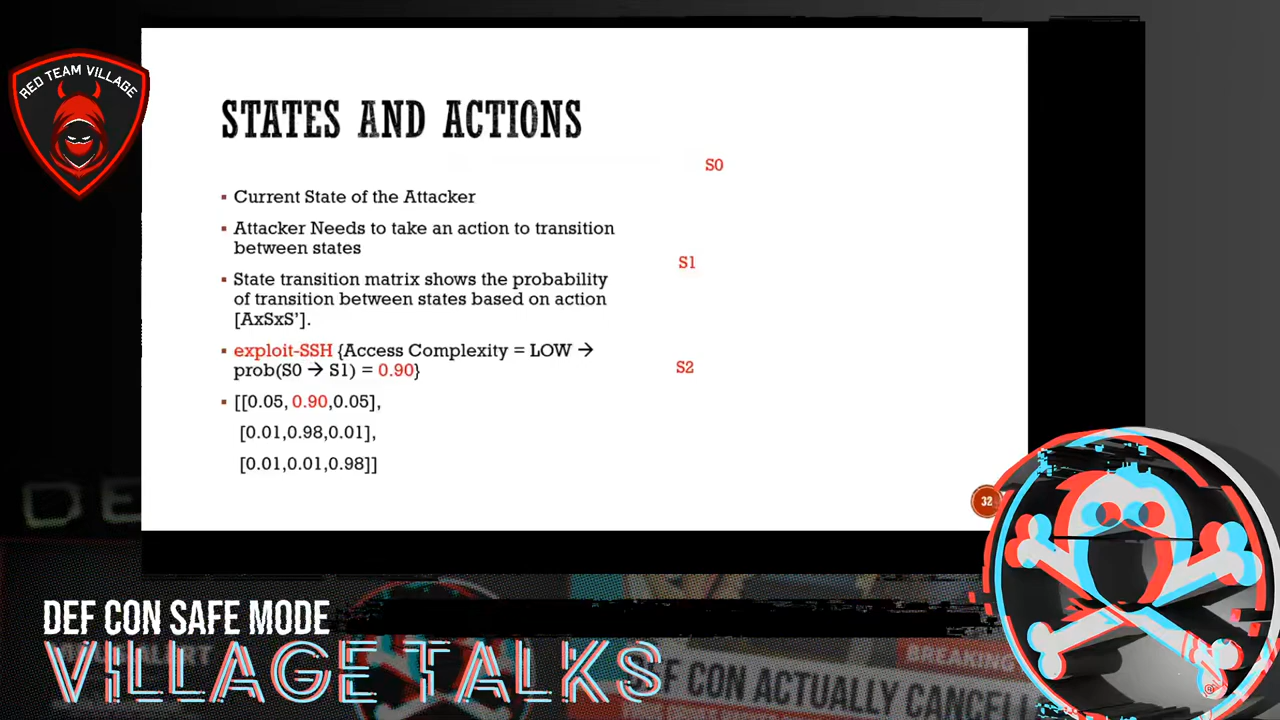 RED TEAM VILLAGE
STATES AND ACTIONS
S0
▪ Current State of the Attacker
▪ Attacker Needs to take an action to transition
between states
S1
▪ State transition matrix shows the probability
of transition between states based on action
[AxSxS’].
▪ exploit-SSH {Access Complexity = LOW →
prob(S0 → S1) = 0.90}
S2
▪ [[0.05, 0.90,0.05],
[0.01,0.98,0.01],
[0.01,0.01,0.98]]
32
DEF CON SAFE MODE
VILLAGE TALKS
BREAKING
DEF CON ACTUALLY CANCELL